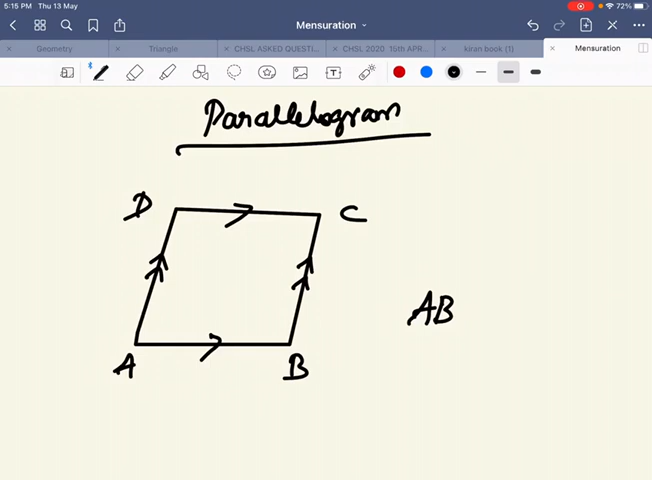 5:15 PM Thu 13 May
72%
Mensuration
Geometry
Triangle
CHSL ASKED QUESTI...
CHSL 2020 15th APR...
kiran book (1)
Mensuration
T
Parallelogram
D
C
AB
A
B